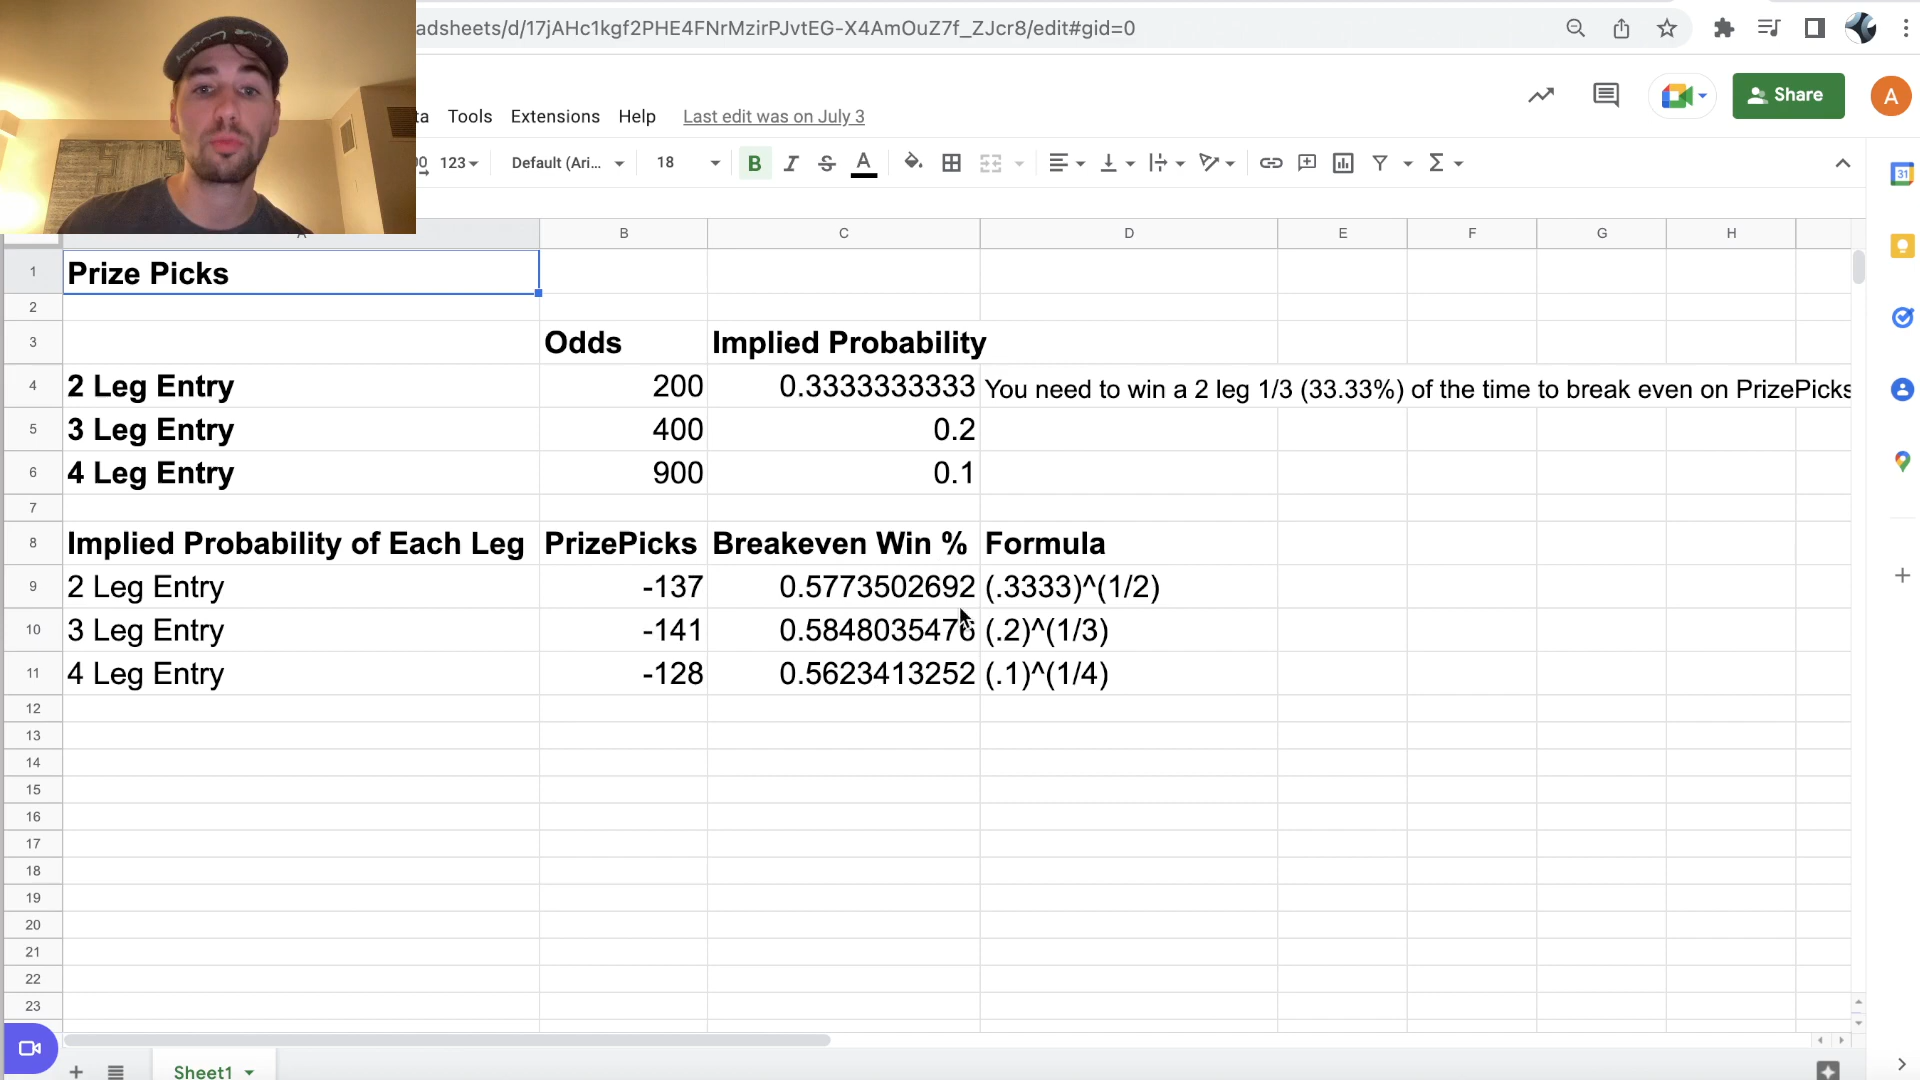 adsheets/d/17jAHc1kgf2PHE4FNrMzirPJvtEG-X4AmOuZ7f_ZJcr8/edit#gid=0
ta Tools Extensions Help Last edit was on July 3
Share
A
123 Default (Ari... 18 B I S A
31
A B C D E F G H
1 Prize Picks
2
3 Odds Implied Probability
4 2 Leg Entry 200 0.3333333333 You need to win a 2 leg 1/3 (33.33%) of the time to break even on PrizePicks
5 3 Leg Entry 400 0.2
6 4 Leg Entry 900 0.1
7
8 Implied Probability of Each Leg PrizePicks Breakeven Win % Formula
9 2 Leg Entry -137 0.5773502692 (.3333)^(1/2)
10 3 Leg Entry -141 0.5848035476 (.2)^(1/3)
11 4 Leg Entry -128 0.5623413252 (.1)^(1/4)
12
13
14
15
16
17
18
19
20
21
22
23
Sheet1